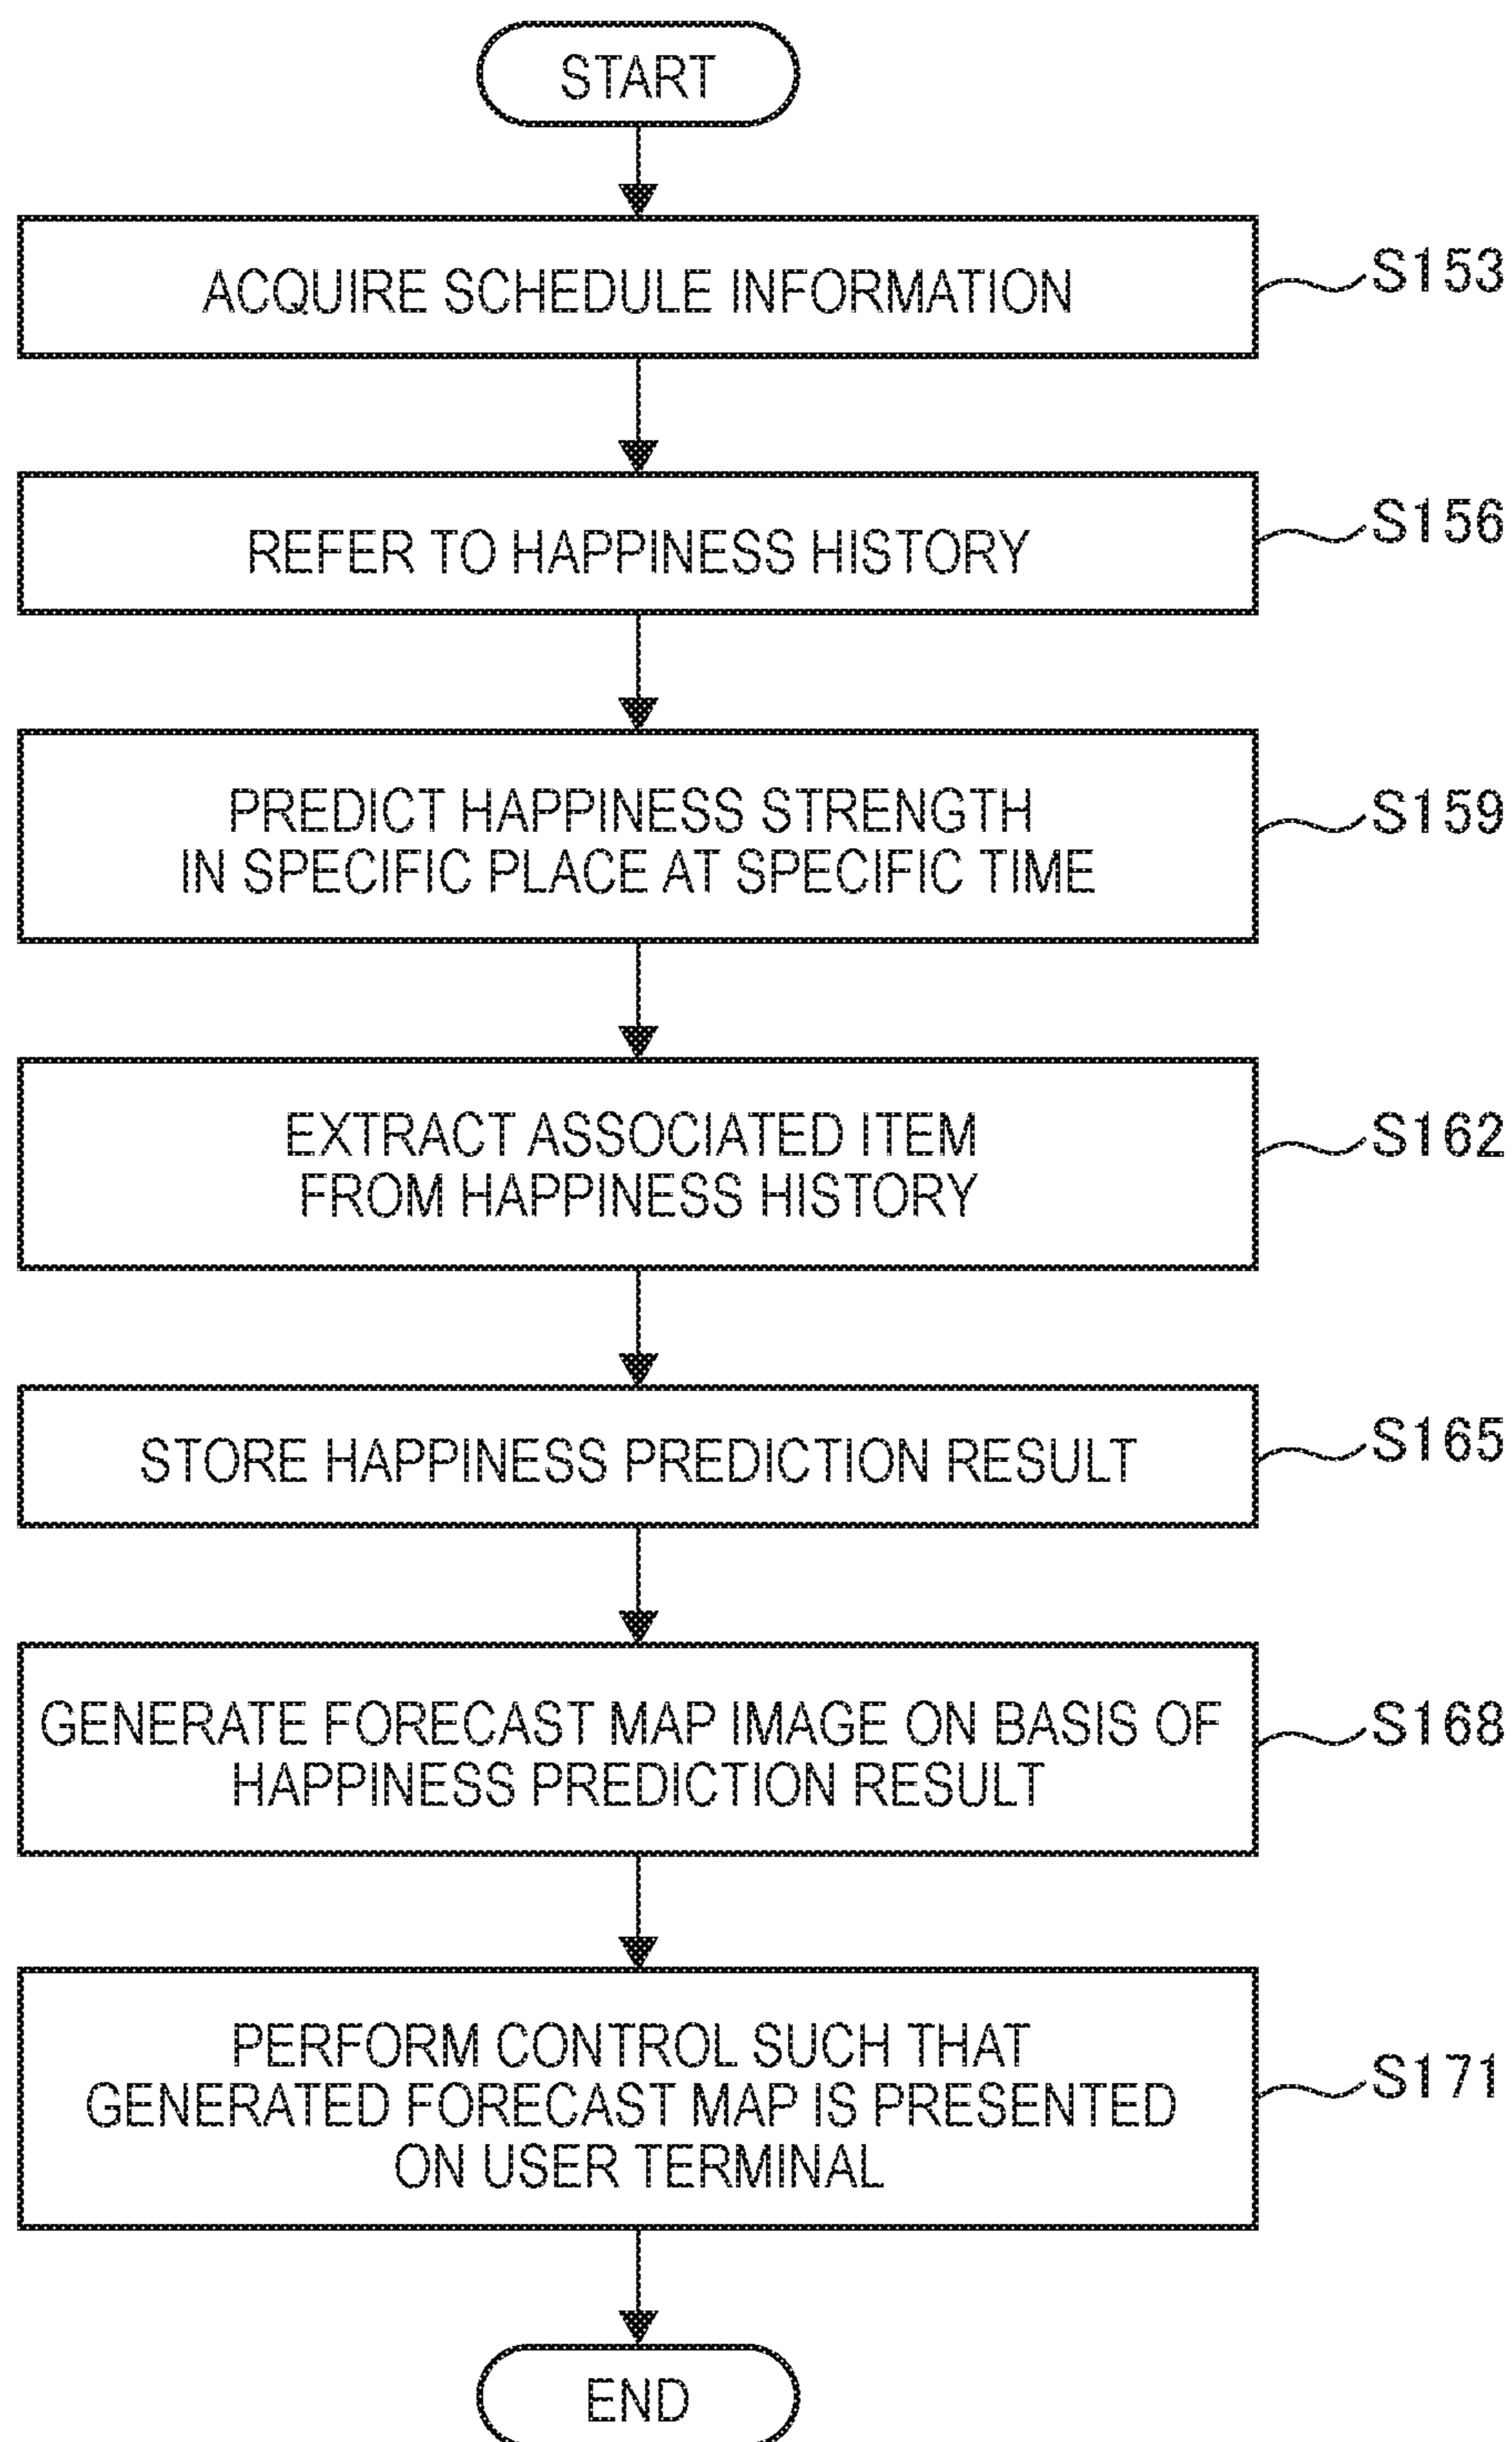 START
ACQUIRE SCHEDULE INFORMATION
S153
REFER TO HAPPINESS HISTORY
S156
PREDICT HAPPINESS STRENGTH
IN SPECIFIC PLACE AT SPECIFIC TIME
S159
EXTRACT ASSOCIATED ITEM
FROM HAPPINESS HISTORY
S162
STORE HAPPINESS PREDICTION RESULT
S165
GENERATE FORECAST MAP IMAGE ON BASIS OF
HAPPINESS PREDICTION RESULT
S168
PERFORM CONTROL SUCH THAT
GENERATED FORECAST MAP IS PRESENTED
ON USER TERMINAL
S171
END